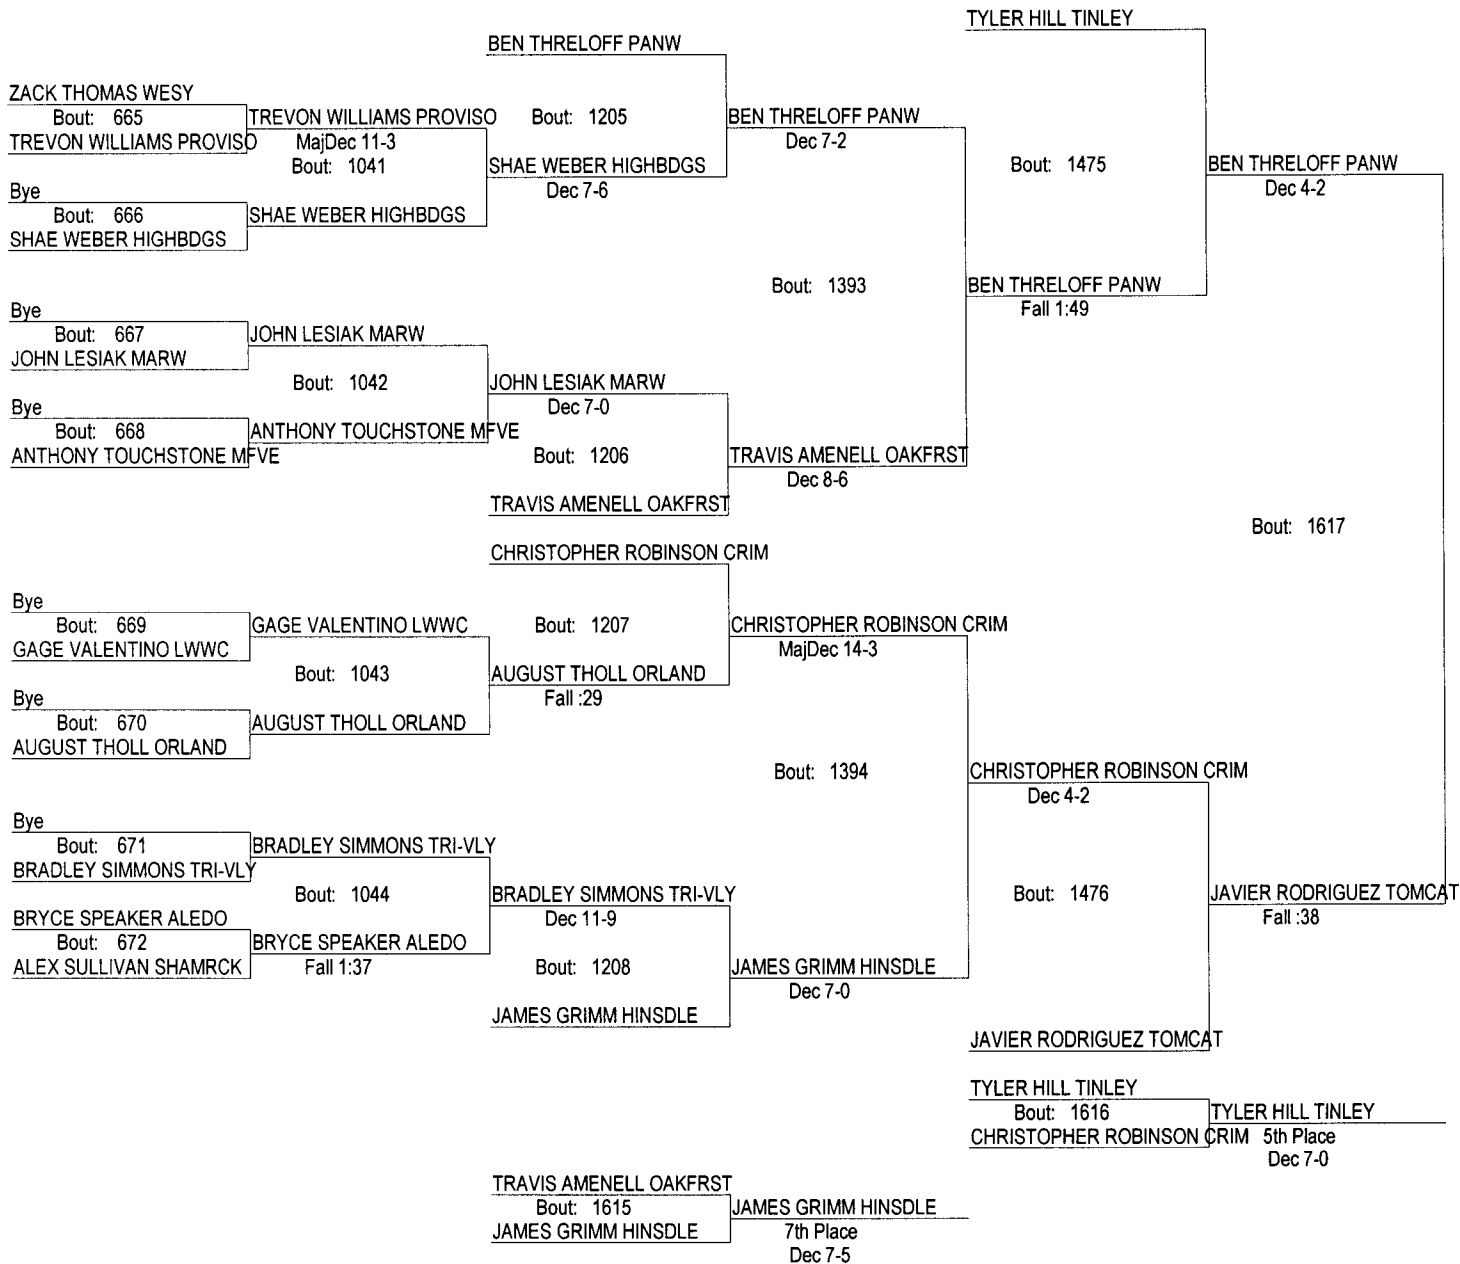 TYLER HILL TINLEY
BEN THRELOFF PANW
ZACK THOMAS WESY
Bout: 665
TREVON WILLIAMS PROVISO
TREVON WILLIAMS PROVISO
MajDec 11-3
Bout: 1041
Bout: 1205
BEN THRELOFF PANW
Dec 7-2
SHAE WEBER HIGHBDGS
Dec 7-6
Bout: 1475
BEN THRELOFF PANW
Dec 4-2
Bye
Bout: 666
SHAE WEBER HIGHBDGS
SHAE WEBER HIGHBDGS
Bout: 1393
BEN THRELOFF PANW
Fall 1:49
Bye
Bout: 667
JOHN LESIAK MARW
JOHN LESIAK MARW
Bout: 1042
JOHN LESIAK MARW
Dec 7-0
Bye
Bout: 668
ANTHONY TOUCHSTONE MFVE
ANTHONY TOUCHSTONE MFVE
Bout: 1206
TRAVIS AMENELL OAKFRST
Dec 8-6
TRAVIS AMENELL OAKFRST
Bout: 1617
CHRISTOPHER ROBINSON CRIM
Bye
Bout: 669
GAGE VALENTINO LWWC
GAGE VALENTINO LWWC
Bout: 1207
CHRISTOPHER ROBINSON CRIM
MajDec 14-3
Bout: 1043
AUGUST THOLL ORLAND
Fall :29
Bye
Bout: 670
AUGUST THOLL ORLAND
AUGUST THOLL ORLAND
Bout: 1394
CHRISTOPHER ROBINSON CRIM
Dec 4-2
Bye
Bout: 671
BRADLEY SIMMONS TRI-VLY
BRADLEY SIMMONS TRI-VLY
Bout: 1044
BRADLEY SIMMONS TRI-VLY
Dec 11-9
Bout: 1476
JAVIER RODRIGUEZ TOMCAT
Fall :38
BRYCE SPEAKER ALEDO
Bout: 672
ALEX SULLIVAN SHAMRCK
BRYCE SPEAKER ALEDO
Fall 1:37
Bout: 1208
JAMES GRIMM HINSDLE
Dec 7-0
JAMES GRIMM HINSDLE
JAVIER RODRIGUEZ TOMCAT
TYLER HILL TINLEY
Bout: 1616
CHRISTOPHER ROBINSON CRIM
TYLER HILL TINLEY
5th Place
Dec 7-0
TRAVIS AMENELL OAKFRST
Bout: 1615
JAMES GRIMM HINSDLE
JAMES GRIMM HINSDLE
7th Place
Dec 7-5